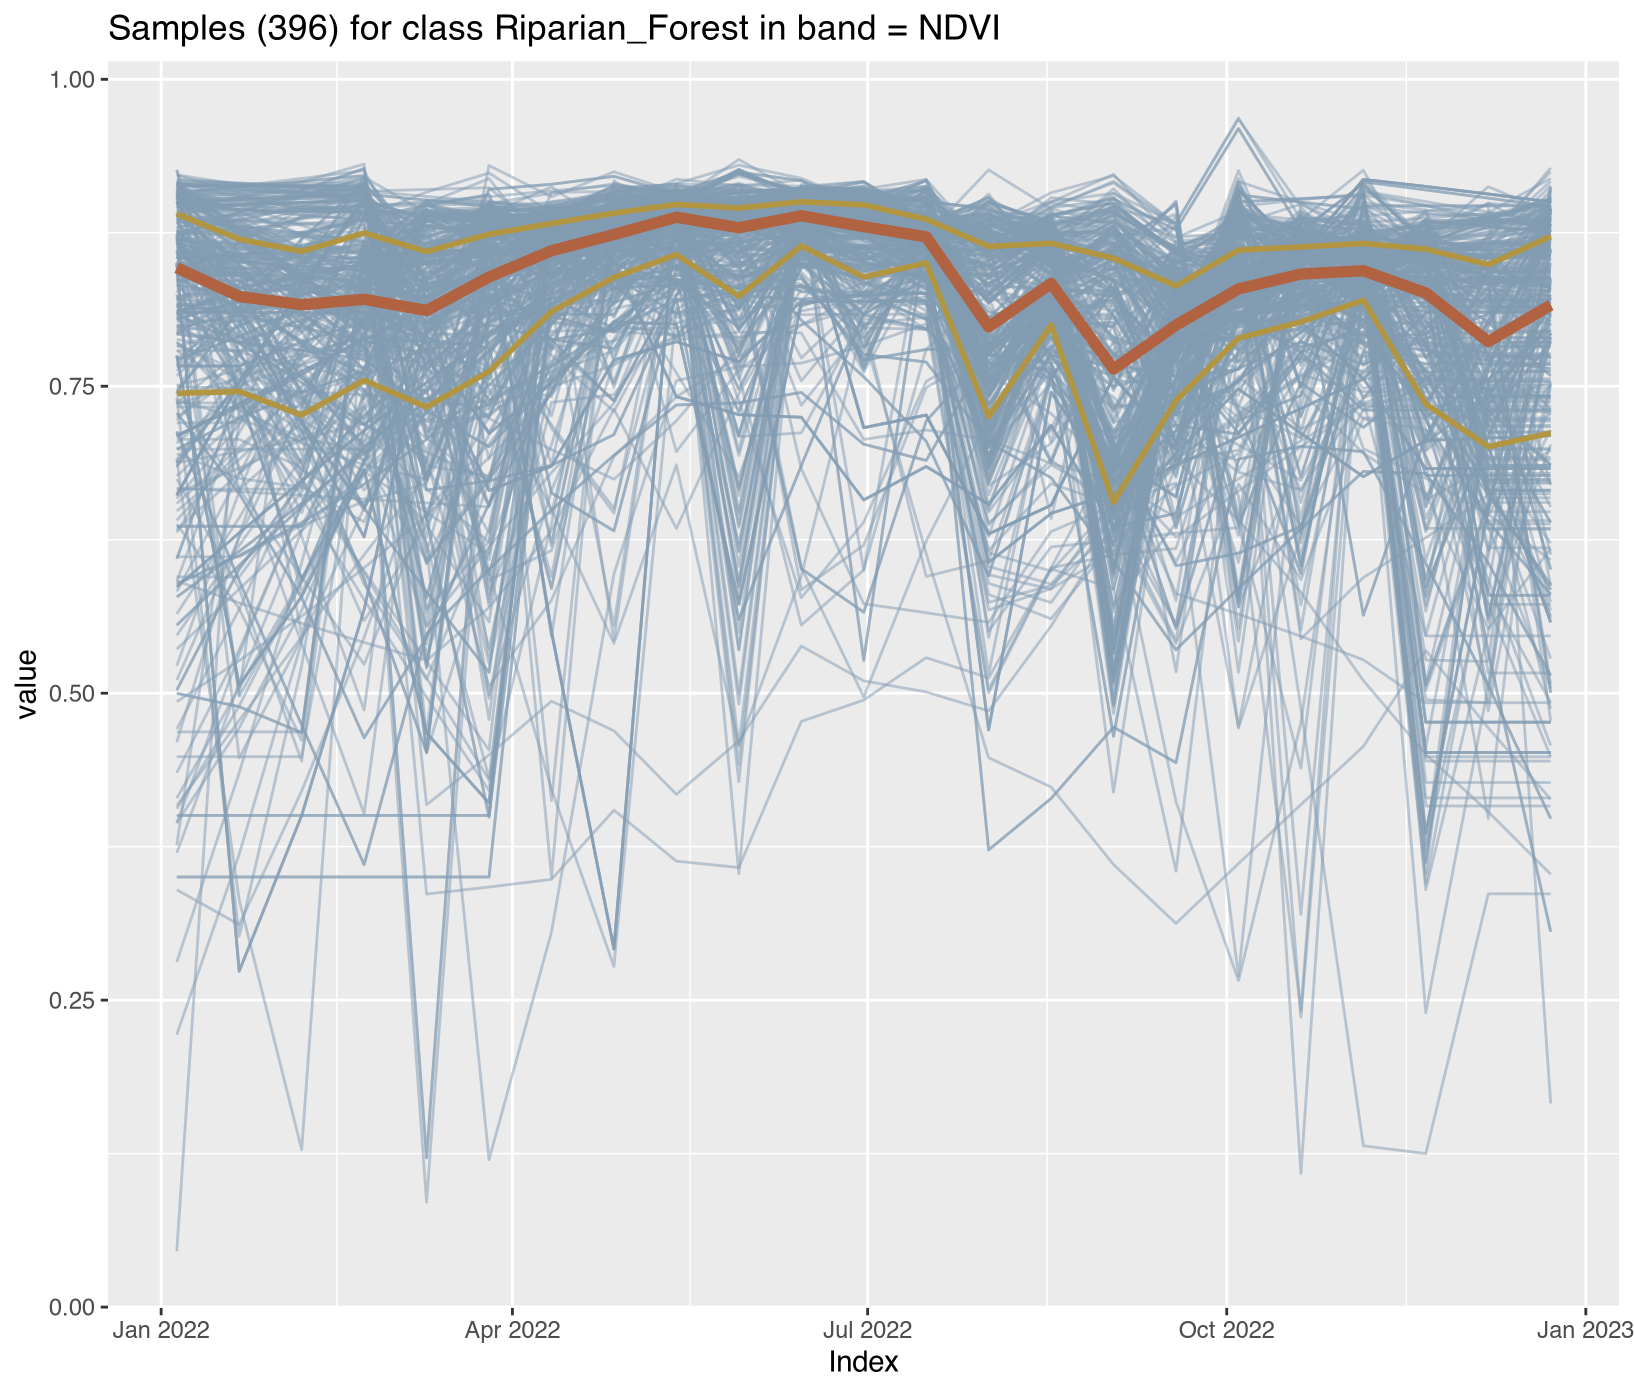 Samples (396) for class Riparian_Forest in band = NDVI
1.00
0.75
0.50
0.25
0.00
value
Jan 2022
Apr 2022
Jul 2022
Oct 2022
Jan 2023
Index